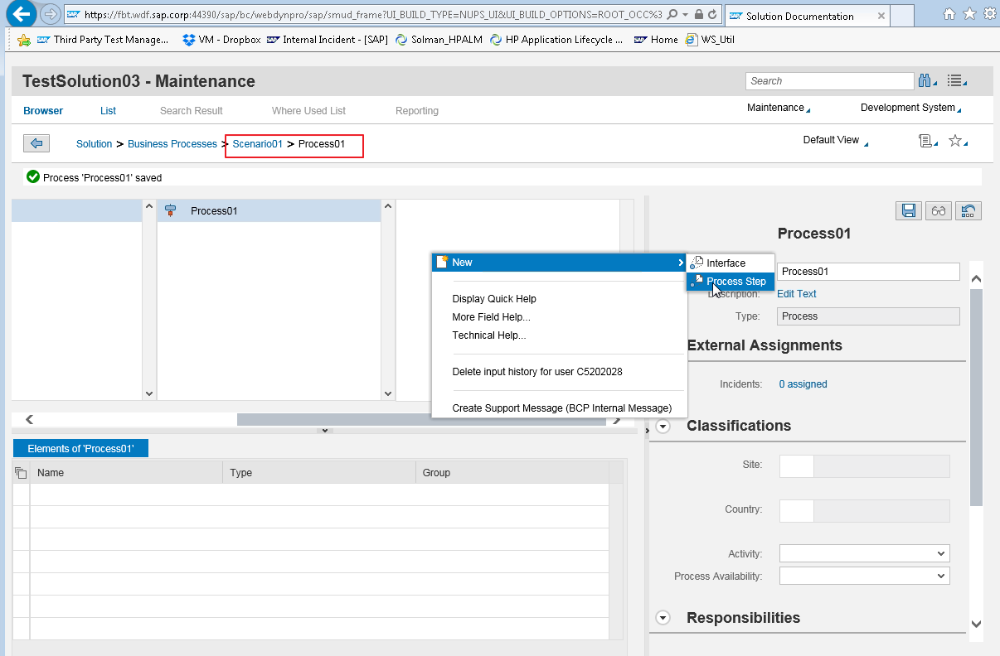 https://fbt.wdf.sap.corp:44390/sap/bc/webdynpro/sap/smud_frame?UI_BUILD_TYPE=NUPS_UI&UI_BUILD_OPTIONS=ROOT_OCC%3
SAP Solution Documentation
SAP Third Party Test Manage... VM - Dropbox SAP Internal Incident - [SAP] Solman_HPALM HP Application Lifecycle ... SAP Home WS_Util
TestSolution03 - Maintenance
Search
Browser List Search Result Where Used List Reporting
Maintenance Development System
Solution > Business Processes > Scenario01 > Process01
Default View
Process 'Process01' saved
Process01
Process01
New
Interface
Process01
Process Step
Description: Edit Text
Display Quick Help
More Field Help...
Type: Process
Technical Help...
External Assignments
Delete input history for user C5202028
Incidents: 0 assigned
Create Support Message (BCP Internal Message)
Classifications
Elements of 'Process01'
Name Type Group
Site:
Country:
Activity:
Process Availability:
Responsibilities